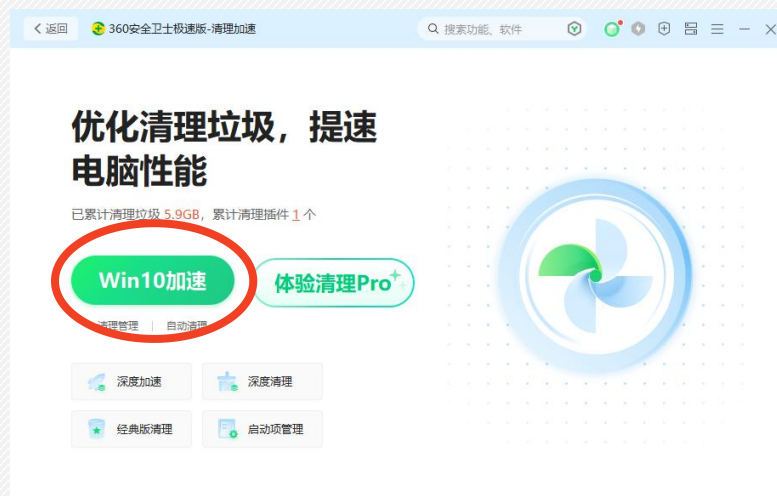 返回
360安全卫士极速版-清理加速
搜索功能、软件
优化清理垃圾，提速
电脑性能
已累计清理垃圾 5.9GB，累计清理插件 1 个
Win10加速
体验清理Pro
清理管理 | 自动清理
深度加速
深度清理
经典版清理
启动项管理